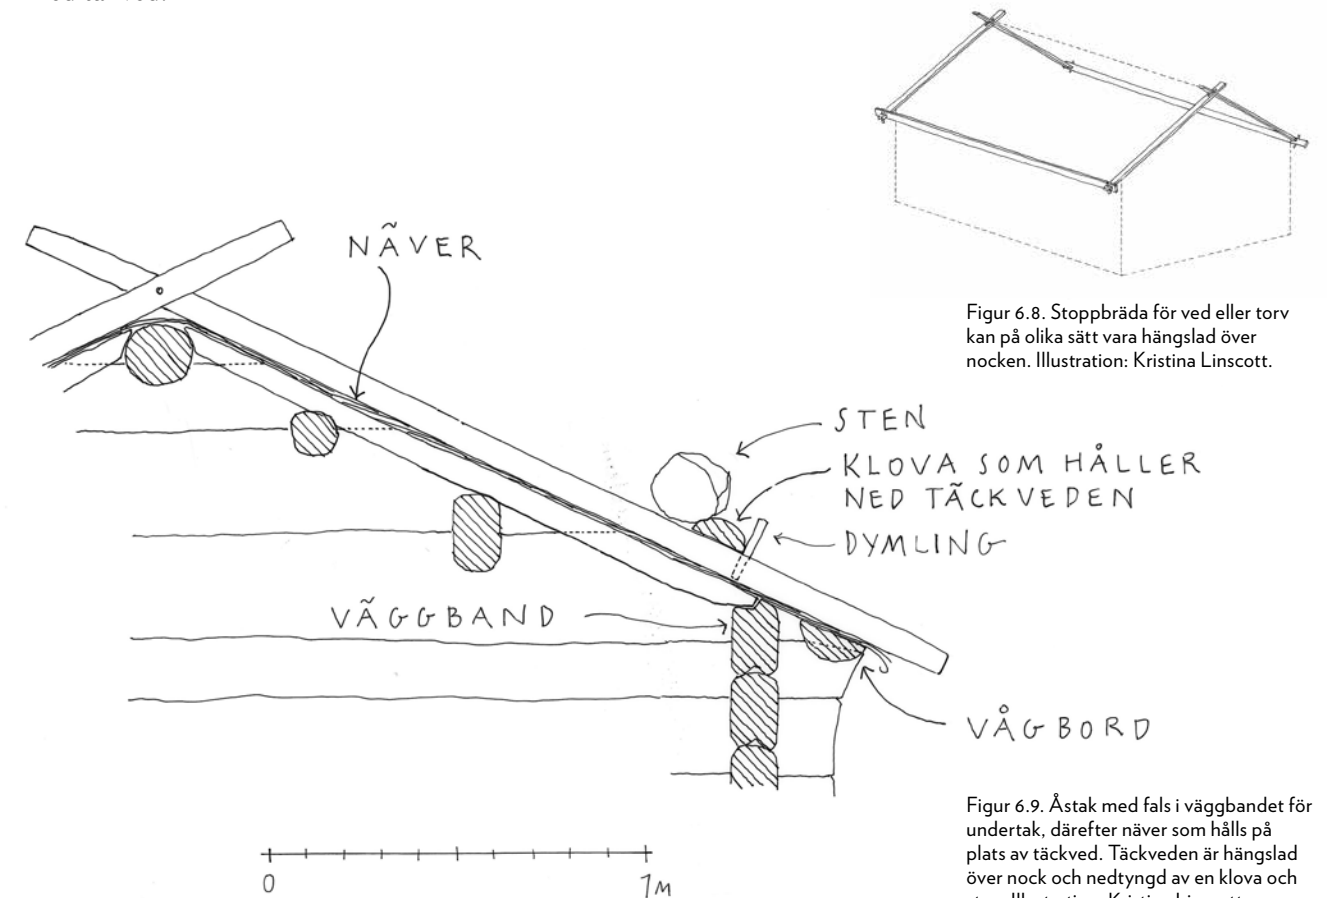 Figur 6.8. Stoppbräda för ved eller torv
kan på olika sätt vara hängslad över
nocken. Illustration: Kristina Linscott.
NÄVER
STEN
KLOVA SOM HÅLLER
NED TÄCKVEDEN
DYMLING
VÄGGBAND
VÅGBORD
0
1M
Figur 6.9. Åstak med fals i väggbandet för
undertak, därefter näver som hålls på
plats av täckved. Täckveden är hängslad
över nock och nedtyngd av en klova och